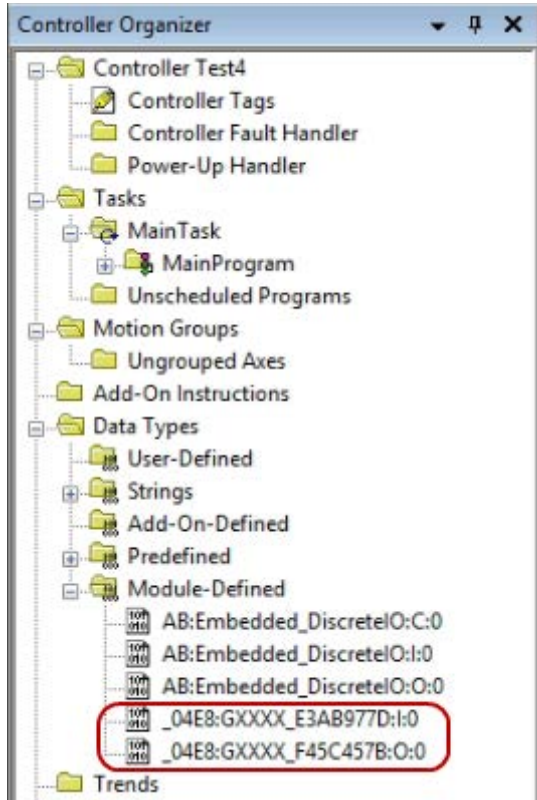 Controller Organizer
Controller Test4
Controller Tags
Controller Fault Handler
Power-Up Handler
Tasks
MainTask
MainProgram
Unscheduled Programs
Motion Groups
Ungrouped Axes
Add-On Instructions
Data Types
User-Defined
Strings
Add-On-Defined
Predefined
Module-Defined
AB:Embedded_DiscreteIO:C:0
AB:Embedded_DiscreteIO:I:0
AB:Embedded_DiscreteIO:O:0
_04E8:GXXXX_E3AB977D:I:0
_04E8:GXXXX_F45C457B:O:0
Trends